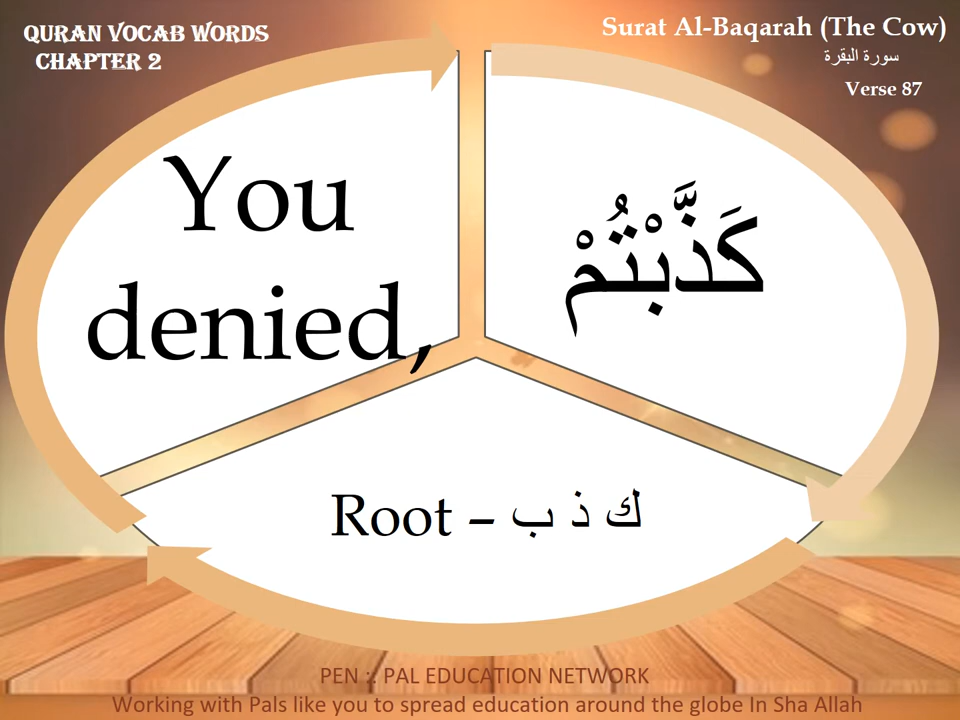 QURAN VOCAB WORDS
CHAPTER 2
Surat Al-Baqarah (The Cow)
سورة البقرة
Verse 87
You
denied,
كَذَّبْتُمْ
Root – ك ذ ب
PEN :: PAL EDUCATION NETWORK
Working with Pals like you to spread education around the globe In Sha Allah